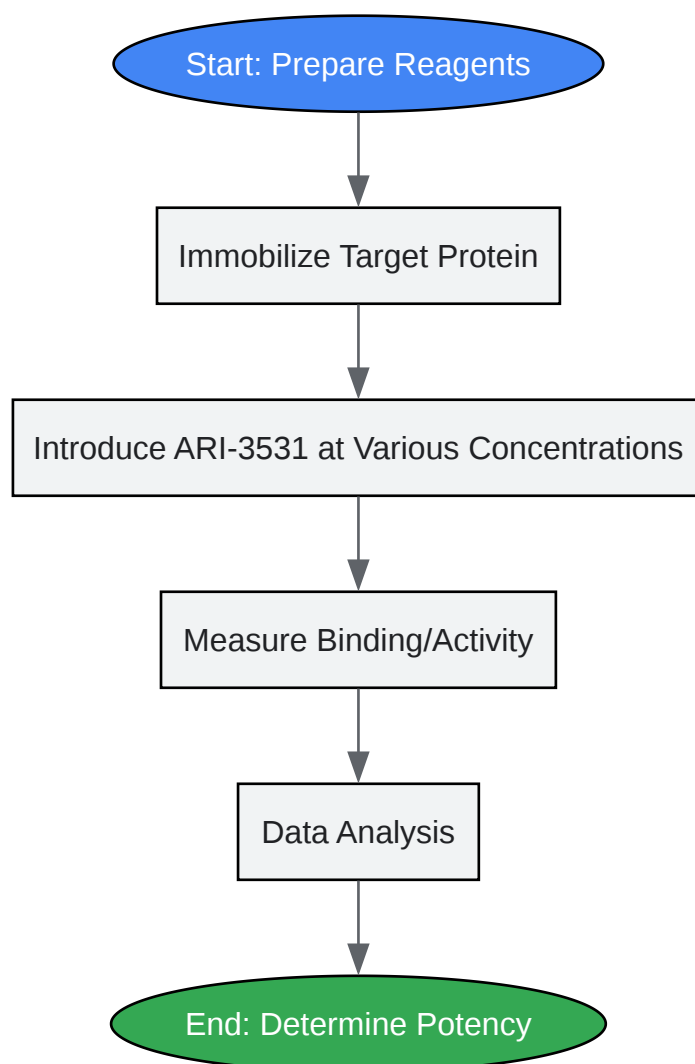 Start: Prepare Reagents
Immobilize Target Protein
Introduce ARI-3531 at Various Concentrations
Measure Binding/Activity
Data Analysis
End: Determine Potency